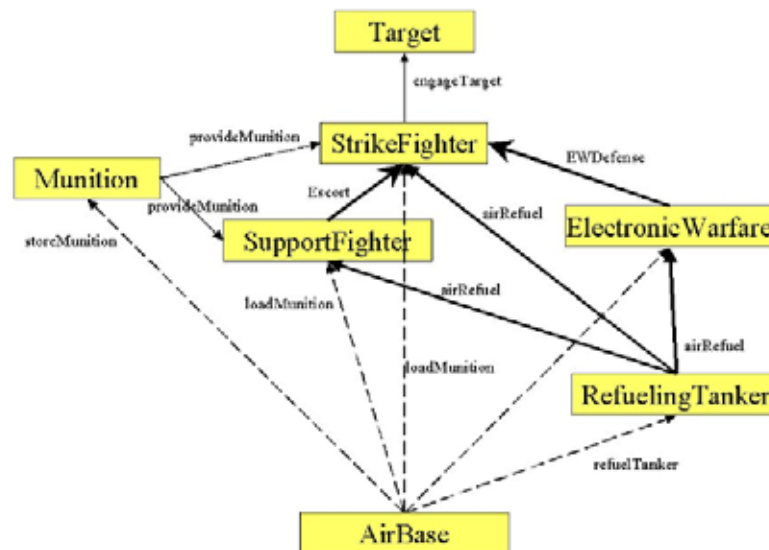 Target
engageTarget
provideMunition
StrikeFighter
EWDefense
Munition
Escort
provideMunition
airRefuel
ElectronicWarfare
storeMunition
SupportFighter
loadMunition
airRefuel
airRefuel
loadMunition
RefuelingTanker
refuelTanker
AirBase